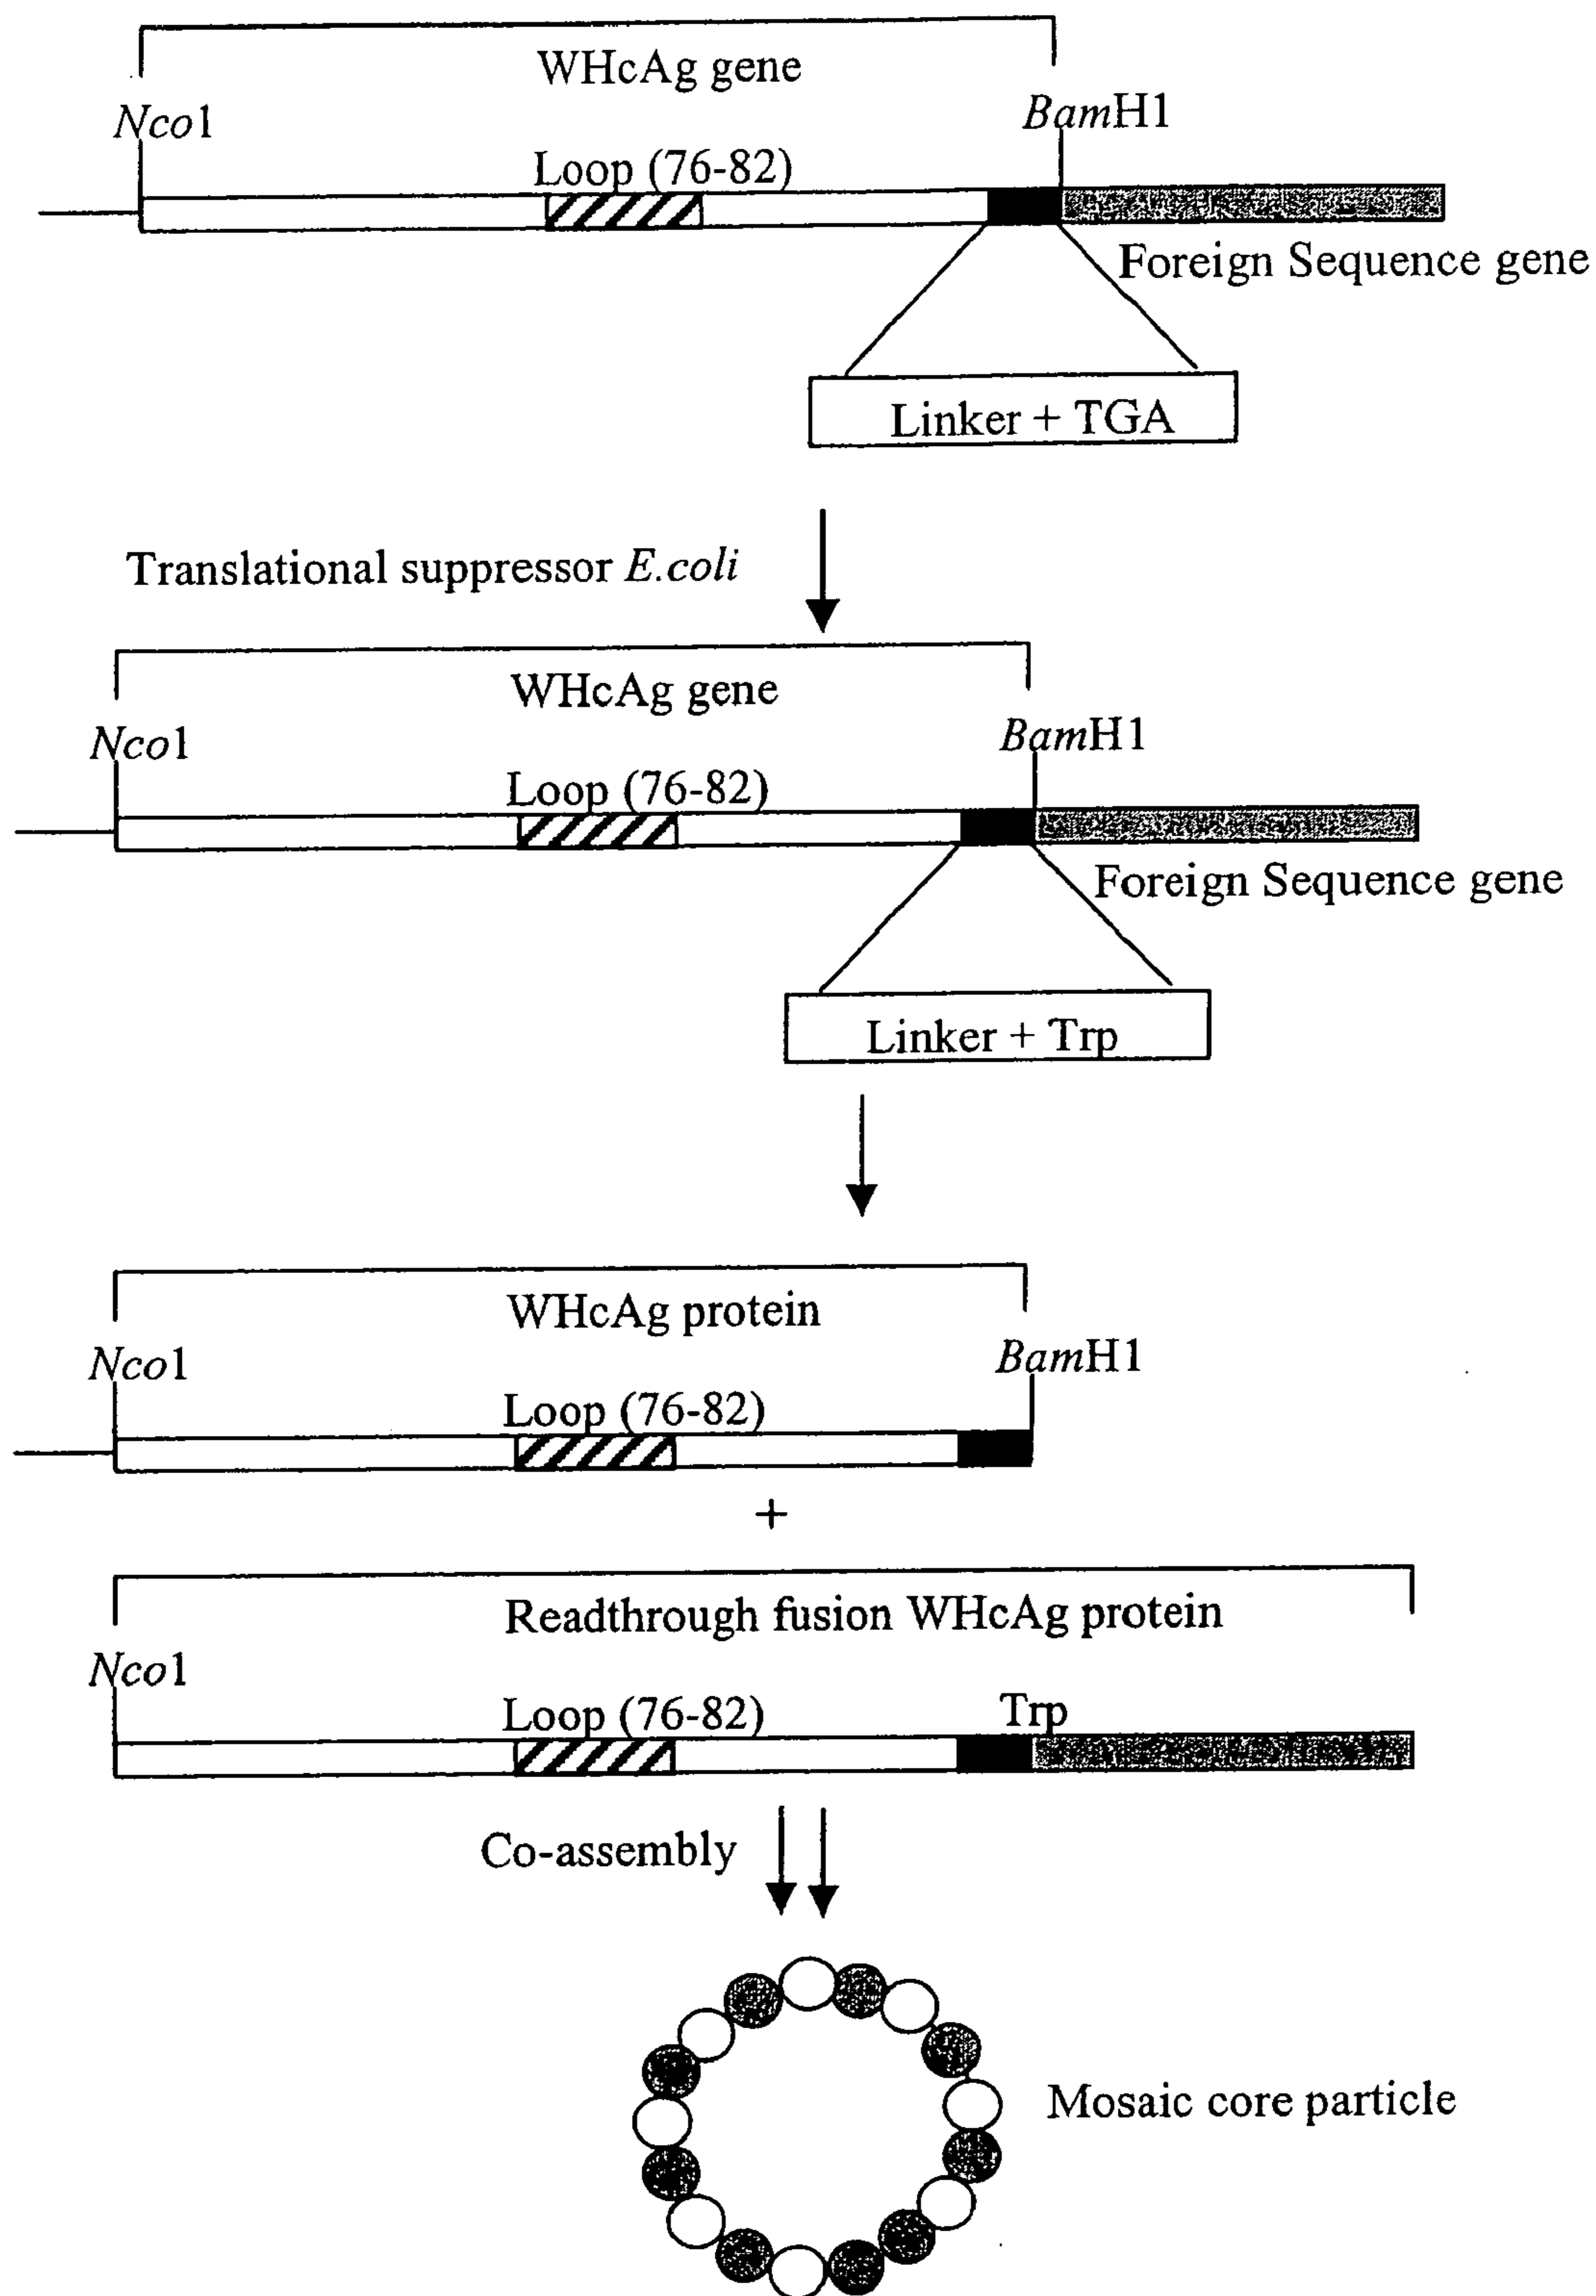 WHcAg gene
Nco1
BamH1
Loop (76-82)
Foreign Sequence gene
Linker + TGA
Translational suppressor E.coli
WHcAg gene
Nco1
BamH1
Loop (76-82)
Foreign Sequence gene
Linker + Trp
WHcAg protein
Nco1
BamH1
Loop (76-82)
+
Readthrough fusion WHcAg protein
Nco1
Loop (76-82)
Trp
Co-assembly
Mosaic core particle